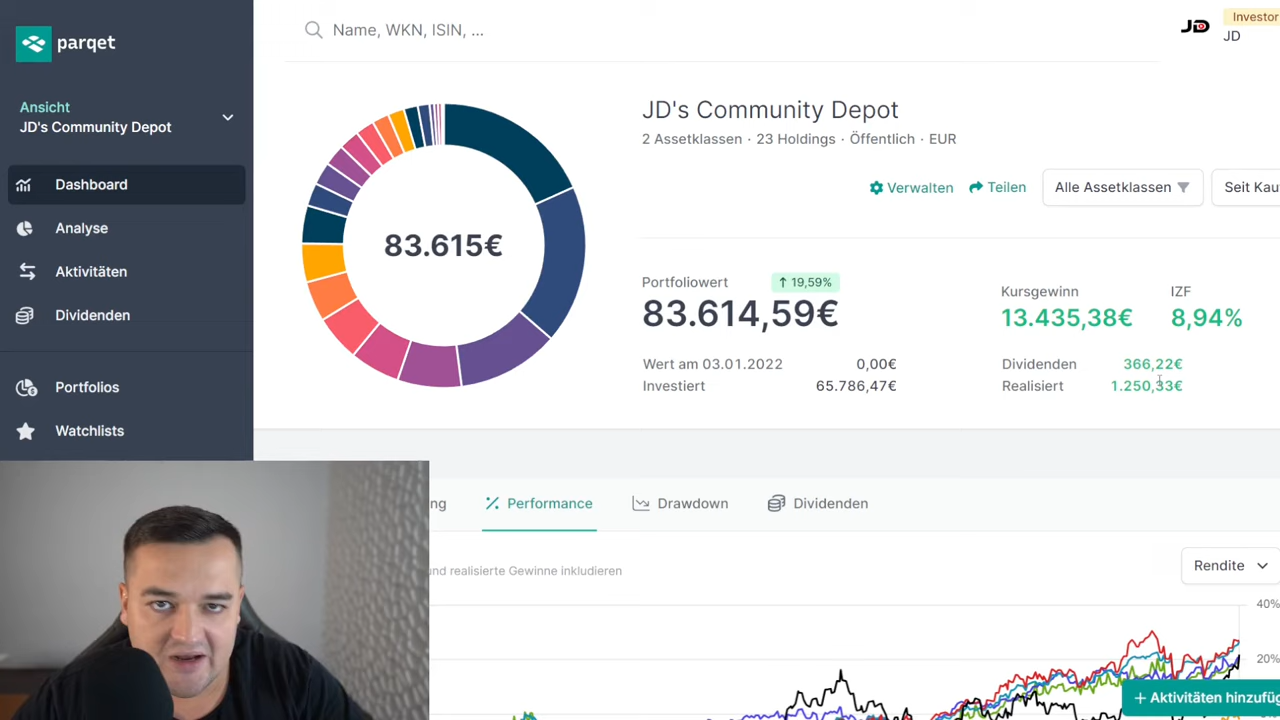 parqet
Name, WKN, ISIN, ...
JD
Investor
JD
Ansicht
JD's Community Depot
Dashboard
Analyse
Aktivitäten
Dividenden
Portfolios
Watchlists
83.615€
JD's Community Depot
2 Assetklassen · 23 Holdings · Öffentlich · EUR
Verwalten
Teilen
Alle Assetklassen
Seit Kau
Portfoliowert
↑ 19,59%
83.614,59€
Wert am 03.01.2022 0,00€
Investiert 65.786,47€
Kursgewinn
13.435,38€
IZF
8,94%
Dividenden 366,22€
Realisiert 1.250,33€
ng
Performance
Drawdown
Dividenden
und realisierte Gewinne inkludieren
Rendite
40%
20%
+ Aktivitäten hinzufüg